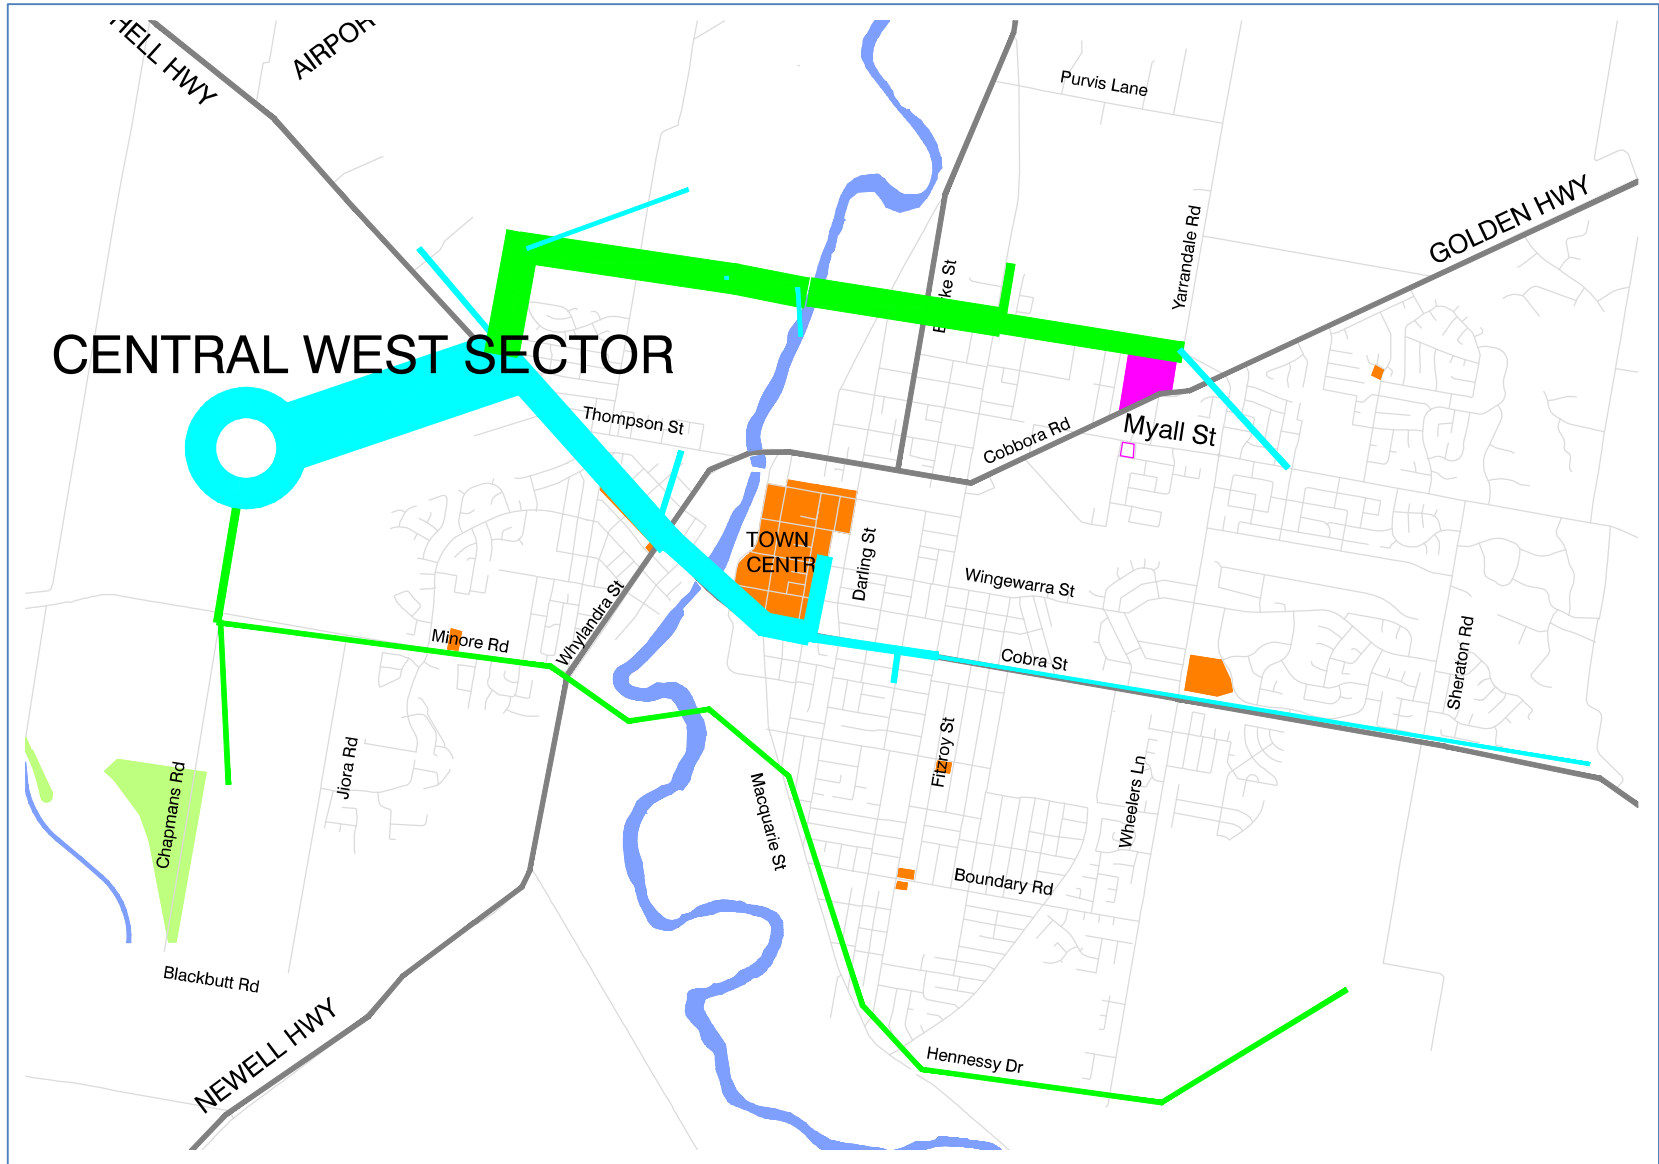 HELL HWY
AIRPOR
Purvis Lane
GOLDEN HWY
Yarrandale Rd
CENTRAL WEST SECTOR
Thompson St
Myall St
Cobbora Rd
TOWN
CENTR
Darling St
Wingewarra St
Whylandra St
Minore Rd
Cobra St
Sheraton Rd
Jiora Rd
Chapmans Rd
Fitzroy St
Wheelers Ln
Macquarie St
Boundary Rd
Blackbutt Rd
NEWELL HWY
Hennessy Dr